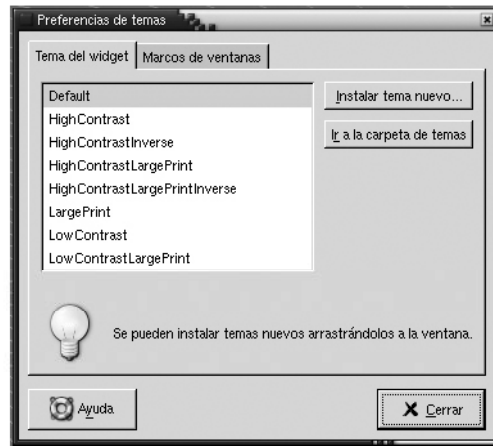 Preferencias de temas
Tema del widget
Marcos de ventanas
Default
HighContrast
HighContrastInverse
HighContrastLargePrint
HighContrastLargePrintInverse
LargePrint
LowContrast
LowContrastLargePrint
Instalar tema nuevo...
Ir a la carpeta de temas
Se pueden instalar temas nuevos arrastrándolos a la ventana.
Ayuda
Cerrar